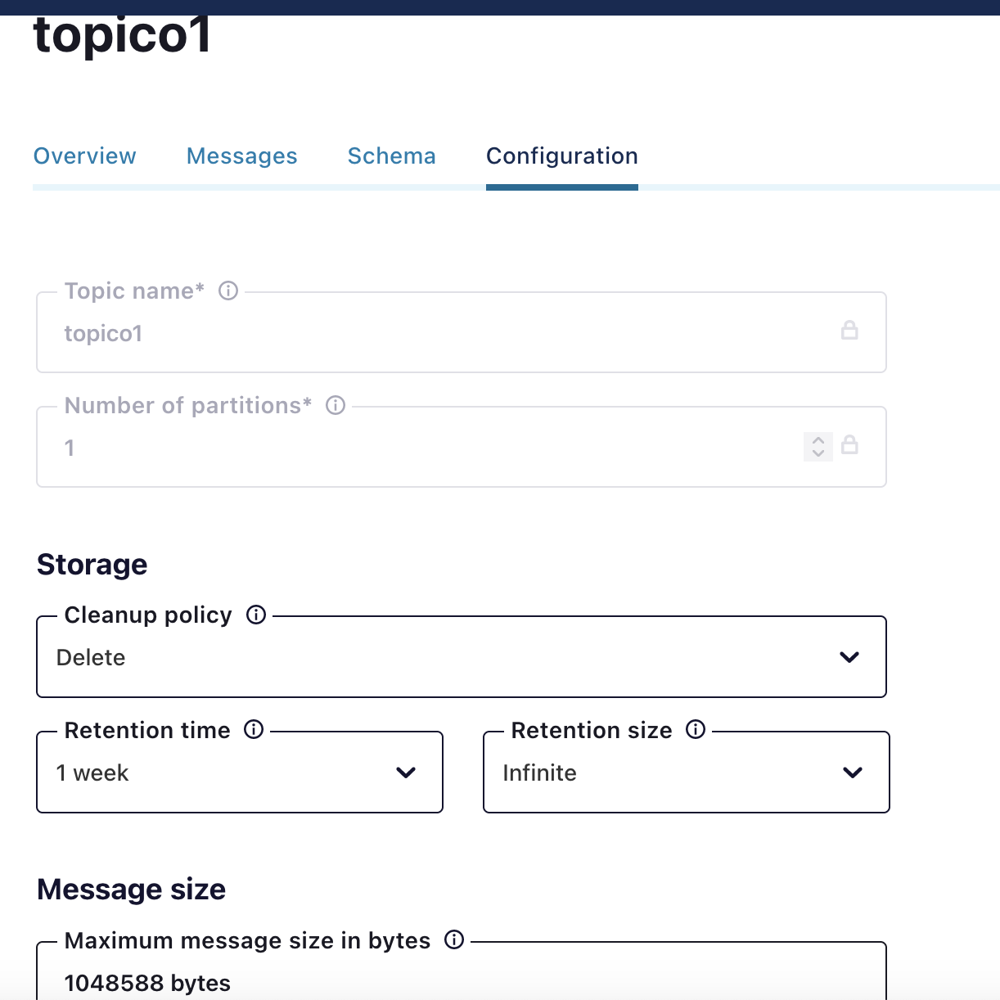 topico1
Overview Messages Schema Configuration
Topic name*
topico1
Number of partitions*
1
Storage
Cleanup policy
Delete
Retention time Retention size
1 week Infinite
Message size
Maximum message size in bytes
1048588 bytes